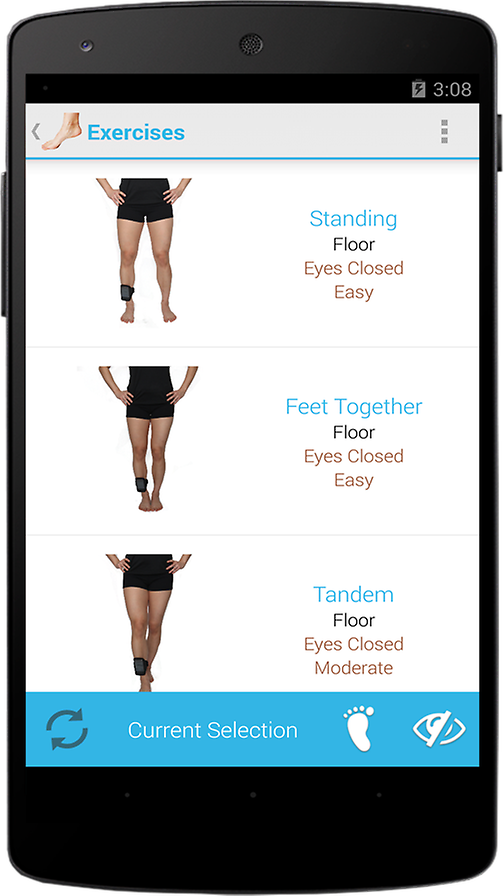 3:08
Exercises
Standing
Floor
Eyes Closed
Easy
Feet Together
Floor
Eyes Closed
Easy
Tandem
Floor
Eyes Closed
Moderate
Current Selection